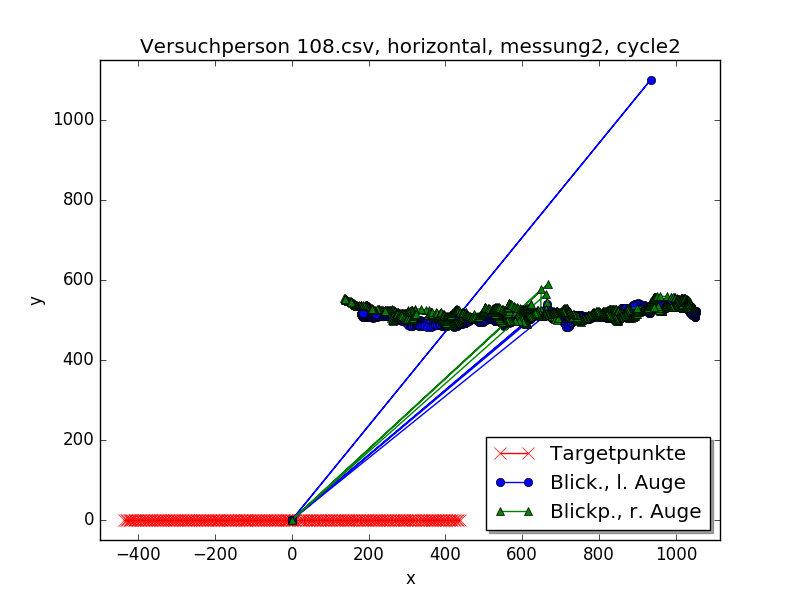 Versuchperson 108.csv, horizontal, messung2, cycle2
y
1000
800
600
400
200
0
−400
−200
0
200
400
600
800
1000
x
Targetpunkte
Blick., l. Auge
Blickp., r. Auge